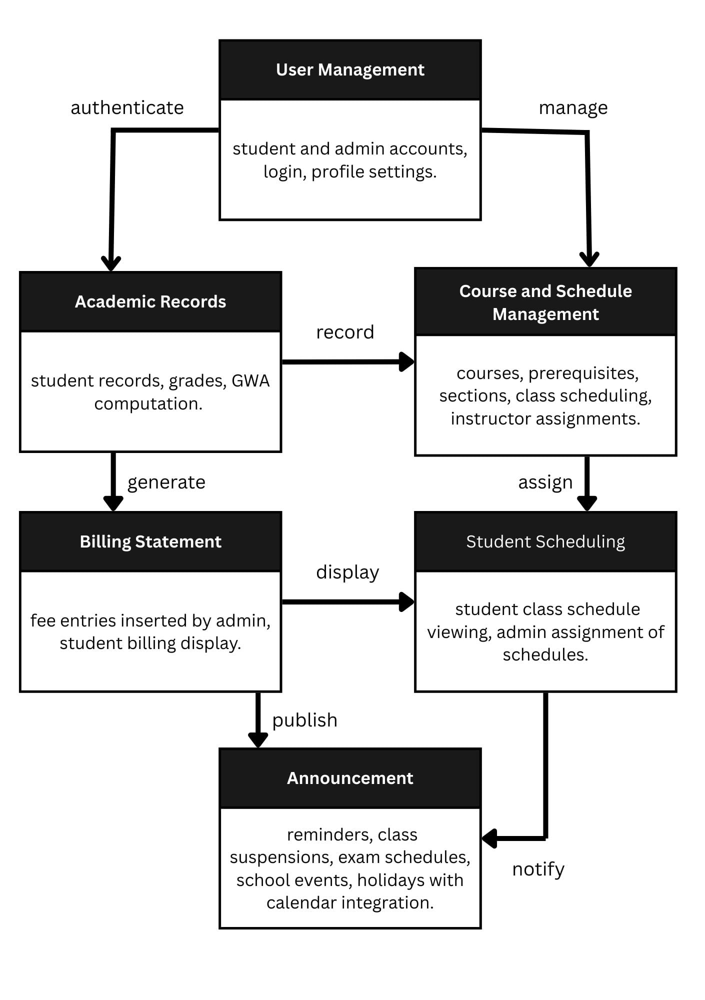 User Management
authenticate
manage
student and admin accounts,
login, profile settings.
Academic Records
Course and Schedule
Management
record
student records, grades, GWA
computation.
courses, prerequisites,
sections, class scheduling,
instructor assignments.
generate
assign
Billing Statement
Student Scheduling
display
fee entries inserted by admin,
student billing display.
student class schedule
viewing, admin assignment of
schedules.
publish
Announcement
reminders, class
suspensions, exam schedules,
school events, holidays with
calendar integration.
notify